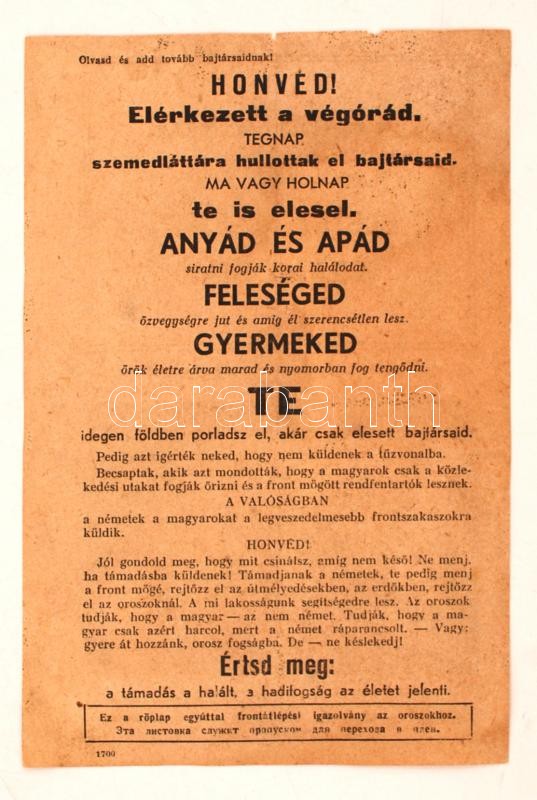 Olvasd és add tovább bajtársaidnak!
HONVÉD!
Elérkezett a végórád.
TEGNAP
szemedláttára hullottak el bajtársaid.
MA VAGY HOLNAP
te is elesel.
ANYÁD ÉS APÁD
siratni fogják korai halálodat.
FELESÉGED
özvegységre jut és amig él szerencsétlen lesz.
GYERMEKED
örök életre árva marad és nyomorban fog tengődni.
TE
darabanth
idegen földben porladsz el, akár csak elesett bajtársaid.
Pedig azt igérték neked, hogy nem küldenek a tűzvonalba.
Becsaptak, akik azt mondották, hogy a magyarok csak a közle-
kedési utakat fogják őrizni és a front mögött rendfentartók lesznek.
A VALÓSÁGBAN
a németek a magyarokat a legveszedelmesebb frontszakaszokra
küldik.
HONVÉD!
Jól gondold meg, hogy mit csinálsz, amig nem késő! Ne menj,
ha támadásba küldenek! Támadjanak a németek, te pedig menj
a front mögé, rejtőzz el az útmélyedésekben, az erdőkben, rejtőzz
el az oroszoknál. A mi lakosságunk segitségedre lesz. Az oroszok
tudják, hogy a magyar — az nem német. Tudják, hogy a ma-
gyar csak azért harcol, mert a német ráparancsolt. — Vagy:
gyere át hozzánk, orosz fogságba. De — ne késlekedj!
Értsd meg:
a támadás a halált, a hadifogság az életet jelenti.
Ez a röplap egyúttal frontátlépési igazolvány az oroszokhoz.
Эта листовка служит пропуском для перехода в плен.
1700